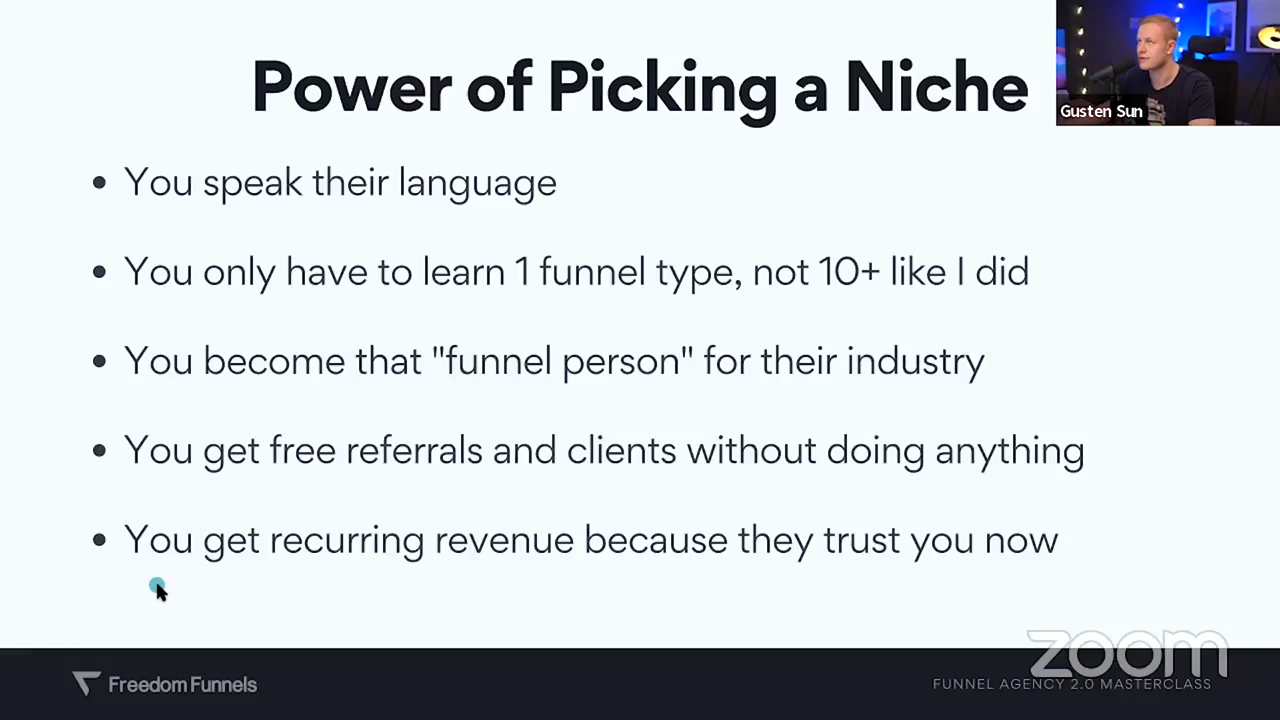 Power of Picking a Niche
Gusten Sun
• You speak their language
• You only have to learn 1 funnel type, not 10+ like I did
• You become that "funnel person" for their industry
• You get free referrals and clients without doing anything
• You get recurring revenue because they trust you now
Freedom Funnels
zoom
FUNNEL AGENCY 2.0 MASTERCLASS